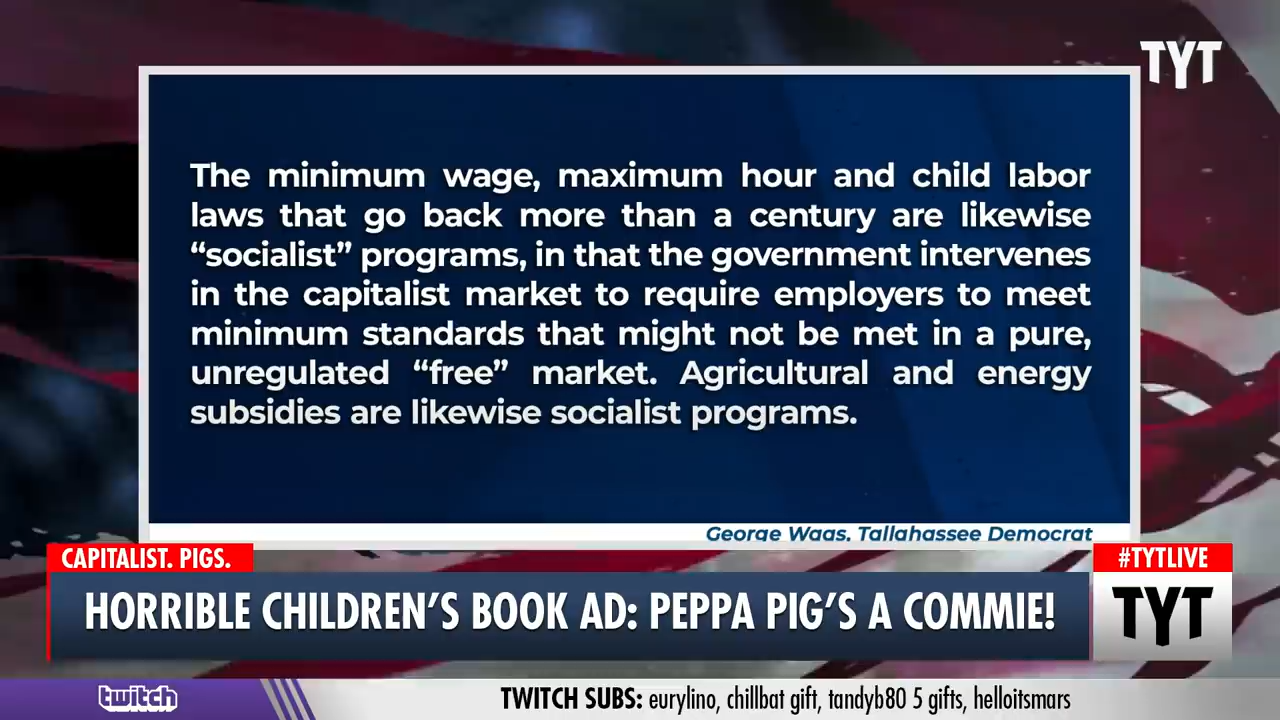 TYT
The minimum wage, maximum hour and child labor
laws that go back more than a century are likewise
“socialist” programs, in that the government intervenes
in the capitalist market to require employers to meet
minimum standards that might not be met in a pure,
unregulated “free” market. Agricultural and energy
subsidies are likewise socialist programs.
George Waas, Tallahassee Democrat
CAPITALIST. PIGS.
#TYTLIVE
HORRIBLE CHILDREN’S BOOK AD: PEPPA PIG’S A COMMIE!
TYT
twitch
TWITCH SUBS: eurylino, chillbat gift, tandyb80 5 gifts, helloitsmars